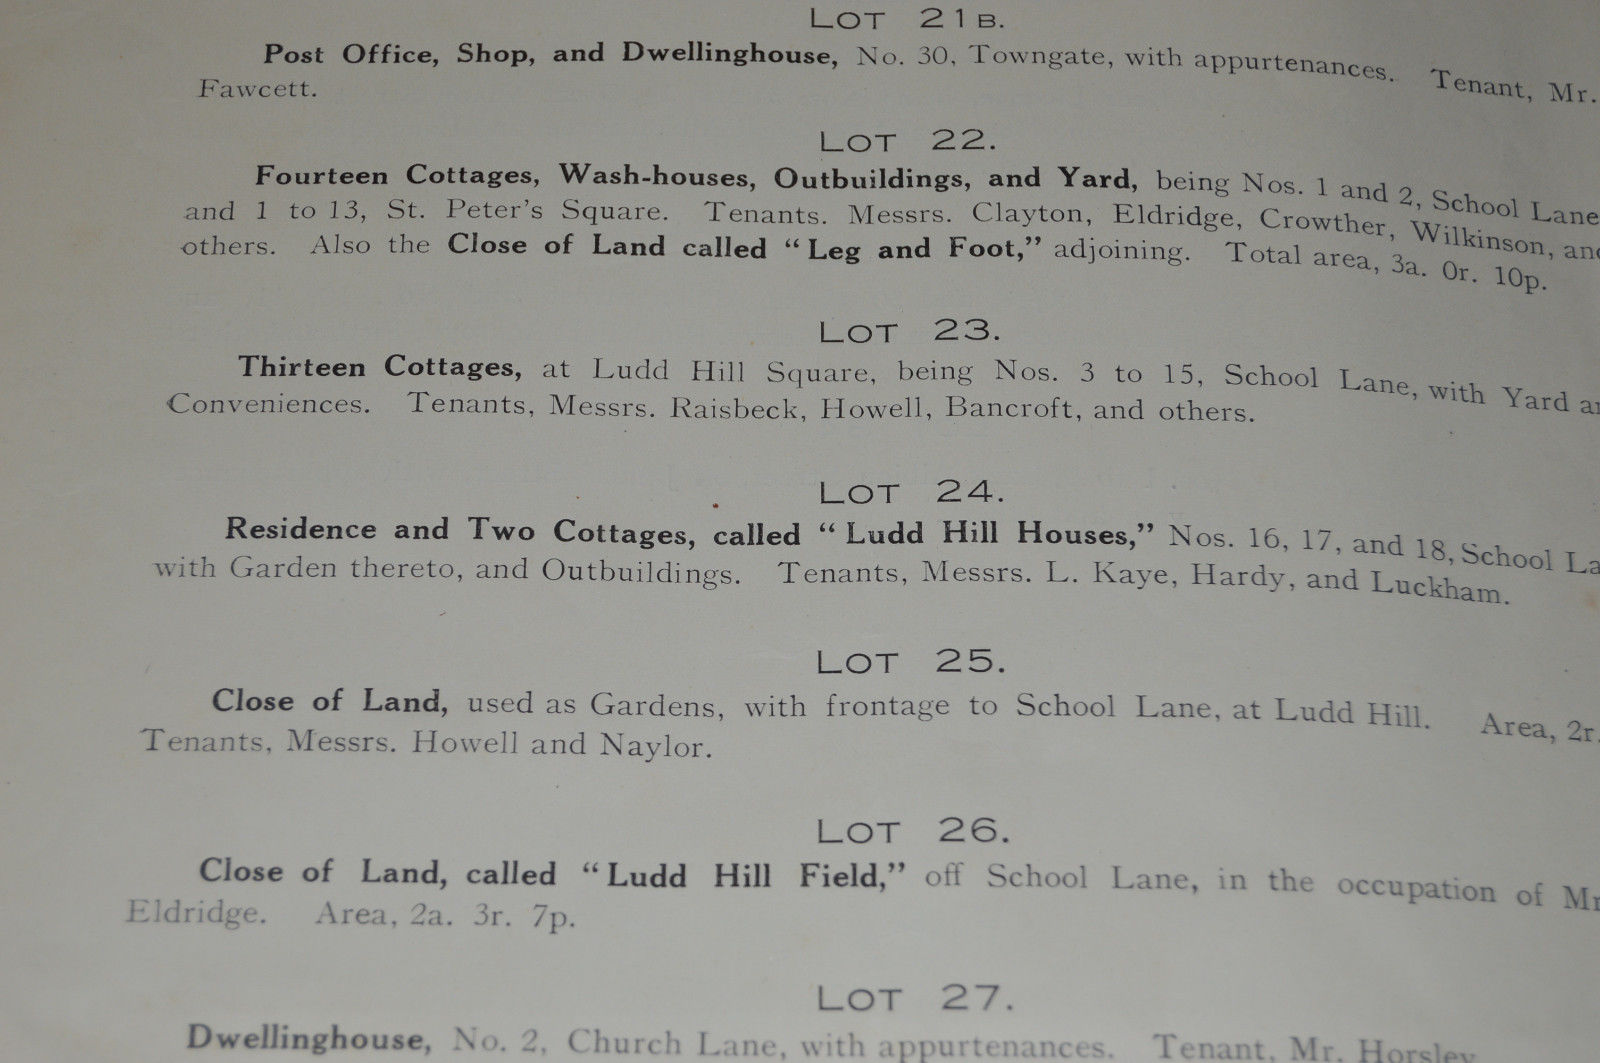 LOT 21B.
Post Office, Shop, and Dwellinghouse, No. 30, Towngate, with appurtenances. Tenant, Mr.
Fawcett.
LOT 22.
Fourteen Cottages, Wash-houses, Outbuildings, and Yard, being Nos. 1 and 2, School Lane
and 1 to 13, St. Peter's Square. Tenants. Messrs. Clayton, Eldridge, Crowther, Wilkinson, and
others. Also the Close of Land called “Leg and Foot,” adjoining. Total area, 3a. 0r. 10p.
LOT 23.
Thirteen Cottages, at Ludd Hill Square, being Nos. 3 to 15, School Lane, with Yard
Conveniences. Tenants, Messrs. Raisbeck, Howell, Bancroft, and others.
LOT 24.
Residence and Two Cottages, called “Ludd Hill Houses,” Nos. 16, 17, and 18, School La
with Garden thereto, and Outbuildings. Tenants, Messrs. L. Kaye, Hardy, and Luckham.
LOT 25.
Close of Land, used as Gardens, with frontage to School Lane, at Ludd Hill. Area, 2r.
Tenants, Messrs. Howell and Naylor.
LOT 26.
Close of Land, called “Ludd Hill Field,” off School Lane, in the occupation of Mr
Eldridge. Area, 2a. 3r. 7p.
LOT 27.
Dwellinghouse, No. 2, Church Lane, with appurtenances. Tenant, Mr. Horsley